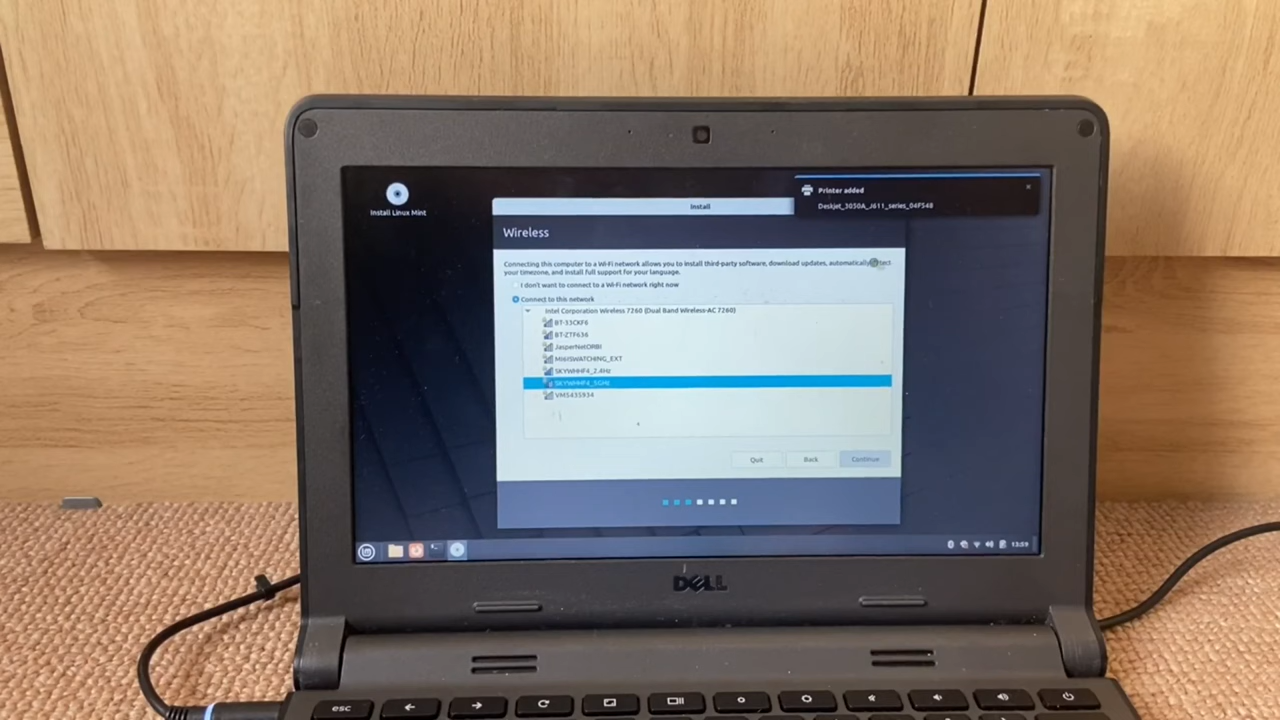 Install Linux Mint
Install
Printer added
Deskjet_3050A_J611_series_04F548
Wireless
Connecting this computer to a Wi-Fi network allows you to install third-party software, download updates, automatically detect
your timezone, and install full support for your language.
I don't want to connect to a Wi-Fi network right now
Connect to this network
Intel Corporation Wireless 7260 (Dual Band Wireless-AC 7260)
BT-33CKF6
BT-ZTF636
JasperNetORBI
MI6ISWATCHING_EXT
SKYWHHF4_2.4Hz
SKYWHHF4_5GHz
VM5435934
Quit
Back
Continue
13:59
DELL
esc